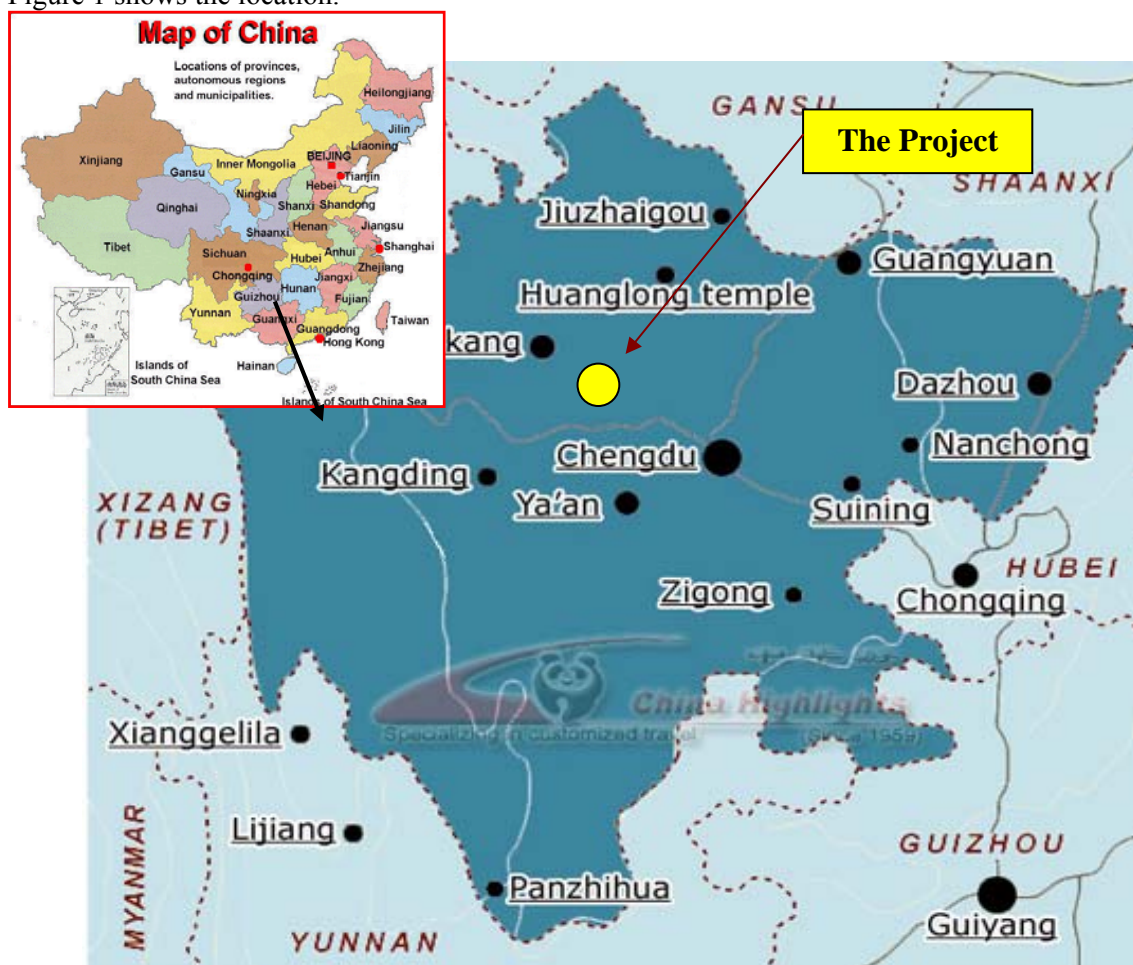 Figure 1 shows the location.
Map of China
Locations of provinces,
autonomous regions
and municipalities.
Heilongjiang
Jilin
Liaoning
Xinjiang
Inner Mongolia
BEIJING
Gansu
Tianjin
Hebei
Ningxia
Shanxi
Shandong
Qinghai
Shaanxi
Henan
Jiangsu
Tibet
Sichuan
Hubei
Anhui
Shanghai
Chongqing
Zhejiang
Jiangxi
Guizhou
Hunan
Yunnan
Fujian
Guangxi
Guangdong
Taiwan
Hong Kong
Hainan
Islands of
South China Sea
Islands of South China Sea
GANSU
The Project
SHAANXI
Jiuzhaigou
Guangyuan
Huanglong temple
kang
Dazhou
Nanchong
Chengdu
Kangding
Ya'an
Suining
XIZANG
(TIBET)
HUBEI
Zigong
Chongqing
China Highlights
Specializing in customized travel
(Since 1959)
Xianggelila
Lijiang
GUIZHOU
Panzhihua
Guiyang
MYANMAR
YUNNAN